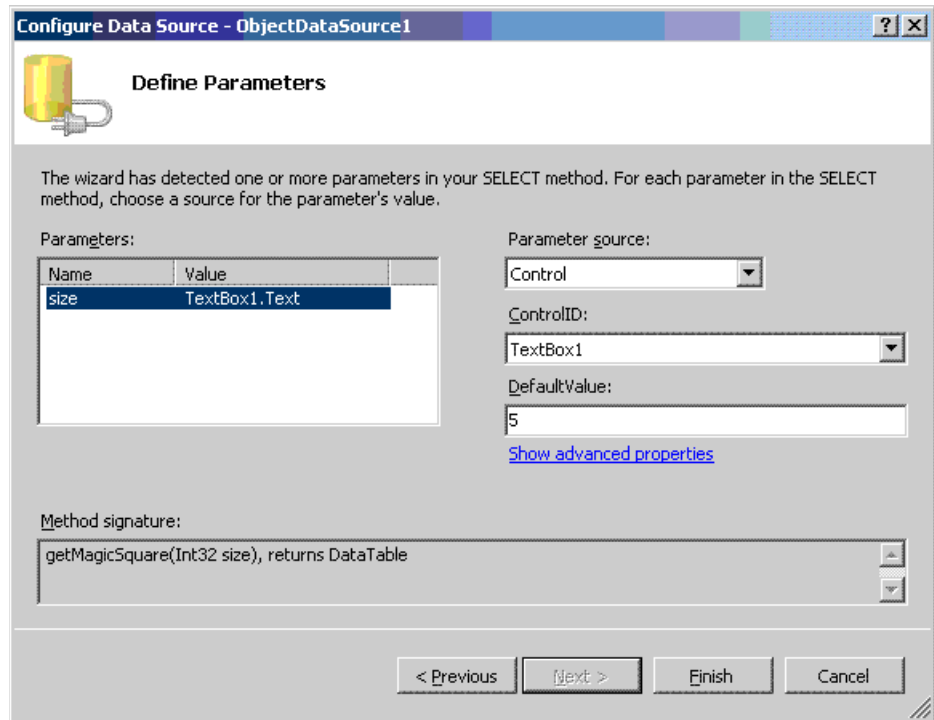 Configure Data Source - ObjectDataSource1
Define Parameters
The wizard has detected one or more parameters in your SELECT method. For each parameter in the SELECT
method, choose a source for the parameter's value.
Parameters:
Name Value
size TextBox1.Text
Parameter source:
Control
ControlID:
TextBox1
DefaultValue:
5
Show advanced properties
Method signature:
getMagicSquare(Int32 size), returns DataTable
< Previous Next > Finish Cancel